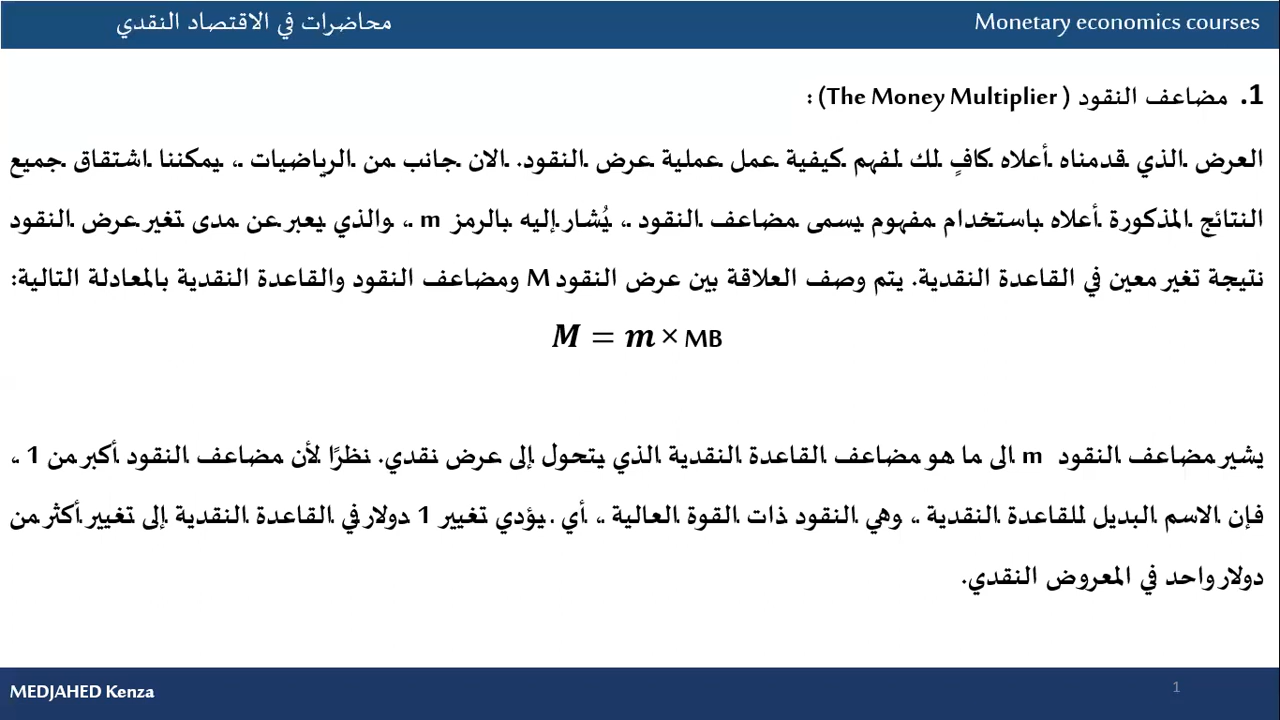 محاضرات في الاقتصاد النقدي
Monetary economics courses
1. مضاعف النقود ( The Money Multiplier) :
العرض الذي قدمناه أعلاه كافٍ لك لفهم كيفية عمل عملية عرض النقود. الان جانب من الرياضيات ،. يمكننا اشتقاق جميع
النتائج المذكورة أعلاه باستخدام مفهوم يسمى مضاعف النقود ،. يُشار إليه بالرمز m ،. والذي يعبر عن مدى تغير عرض النقود
نتيجة تغير معين في القاعدة النقدية. يتم وصف العلاقة بين عرض النقود M ومضاعف النقود والقاعدة النقدية بالمعادلة التالية:
M = m × MB
يشير مضاعف النقود m الى ما هو مضاعف القاعدة النقدية الذي يتحول إلى عرض نقدي. نظرًا لأن مضاعف النقود أكبر من 1 ،.
فإن الاسم البديل للقاعدة النقدية ،. وهي النقود ذات القوة العالية ،. أي . يؤدي تغيير 1 دولار في القاعدة النقدية إلى تغيير أكثر من
دولار واحد في المعروض النقدي.
MEDJAHED Kenza
1